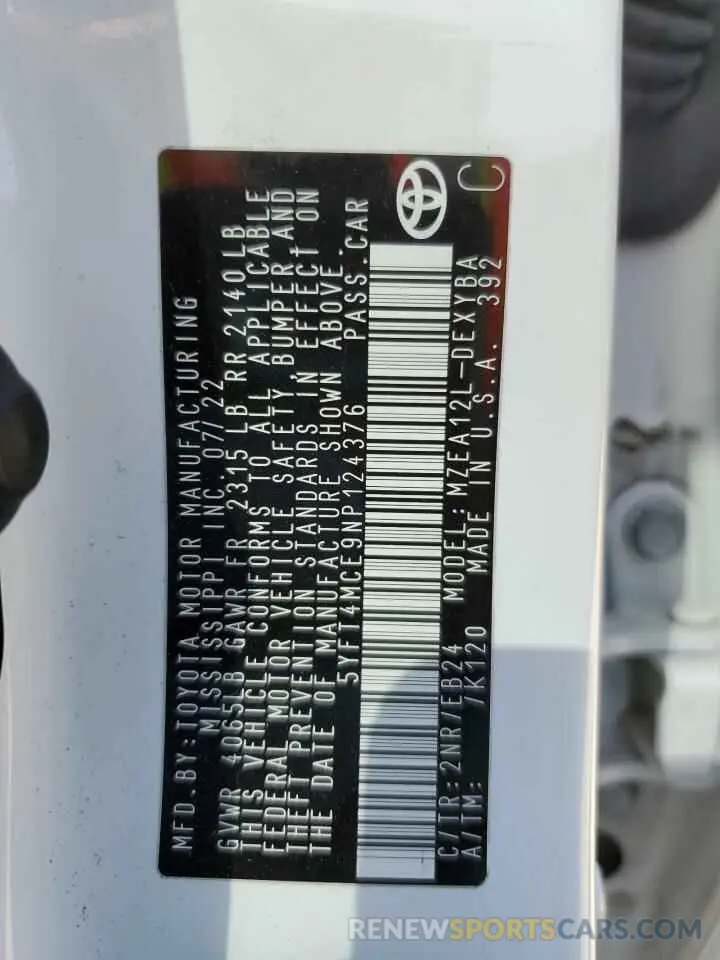 MFD.BY:TOYOTA MOTOR MANUFACTURING
MISSISSIPPI INC.07/22
GVWR 4065LB GAWR FR 2315 LB RR 2140LB
THIS VEHICLE CONFORMS TO ALL APPLICABLE
FEDERAL MOTOR VEHICLE SAFETY,BUMPER AND
THEFT PREVENTION STANDARDS IN EFFECT ON
THE DATE OF MANUFACTURE SHOWN ABOVE.
5YFT4MCE9NP124376 PASS.CAR
C/TR:2NR/EB24 MODEL:MZEA12L-DEXYBA
A/TM: /K120 MADE IN U.S.A. 392
C
RENEWSPORTSCARS.COM